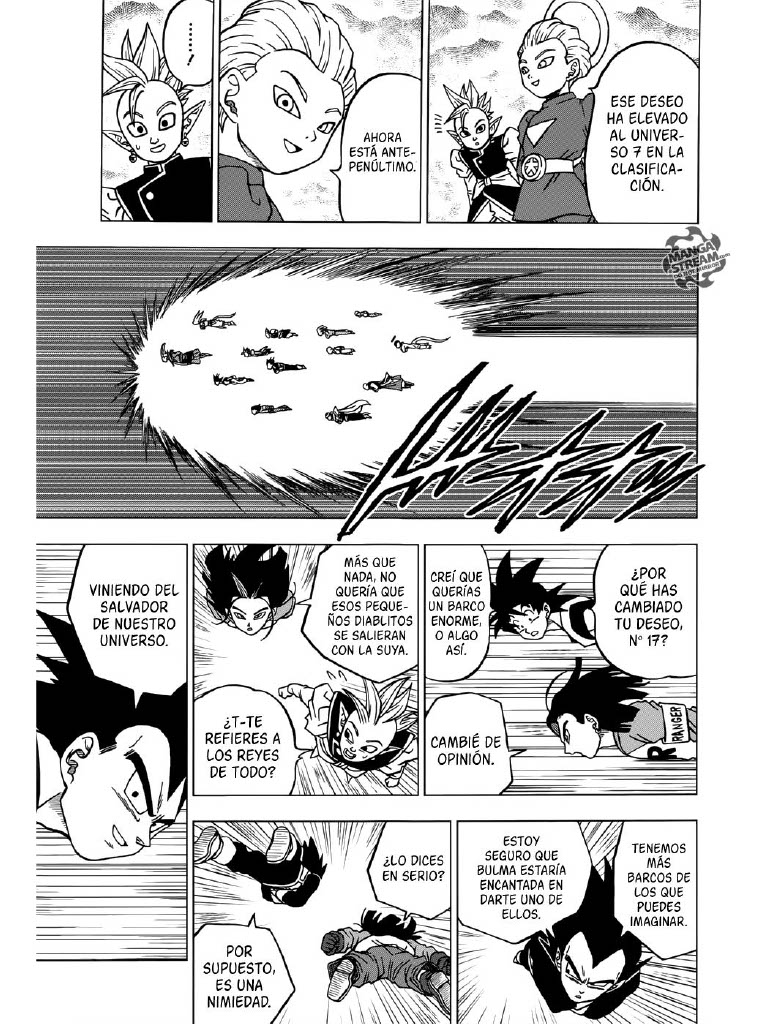 ESE DESEO
HA ELEVADO
AL UNIVER-
SO 7 EN LA
CLASIFICA-
CIÓN.
AHORA
ESTÁ ANTE-
PENÚLTIMO.
........
MANGA
STREAM
.COM
¿POR
QUÉ HAS
CAMBIADO
TU DESEO,
Nº 17?
CREÍ QUE
QUERÍAS
UN BARCO
ENORME, O
ALGO
ASÍ.
CAMBIÉ DE
OPINIÓN.
RANGER
MÁS QUE
NADA, NO
QUERÍA QUE
ESOS PEQUE-
ÑOS DIABLITOS
SE SALIERAN
CON LA SUYA.
¿T-TE
REFIERES A
LOS REYES
DE TODO?
VINIENDO DEL
SALVADOR
DE NUESTRO
UNIVERSO.
TENEMOS
MÁS
BARCOS DE
LOS QUE
PUEDES
IMAGINAR.
ESTOY
SEGURO QUE
BULMA ESTARÍA
ENCANTADA EN
DARTE UNO DE
ELLOS.
¿LO DICES
EN SERIO?
POR
SUPUESTO,
ES UNA
NIMIEDAD.